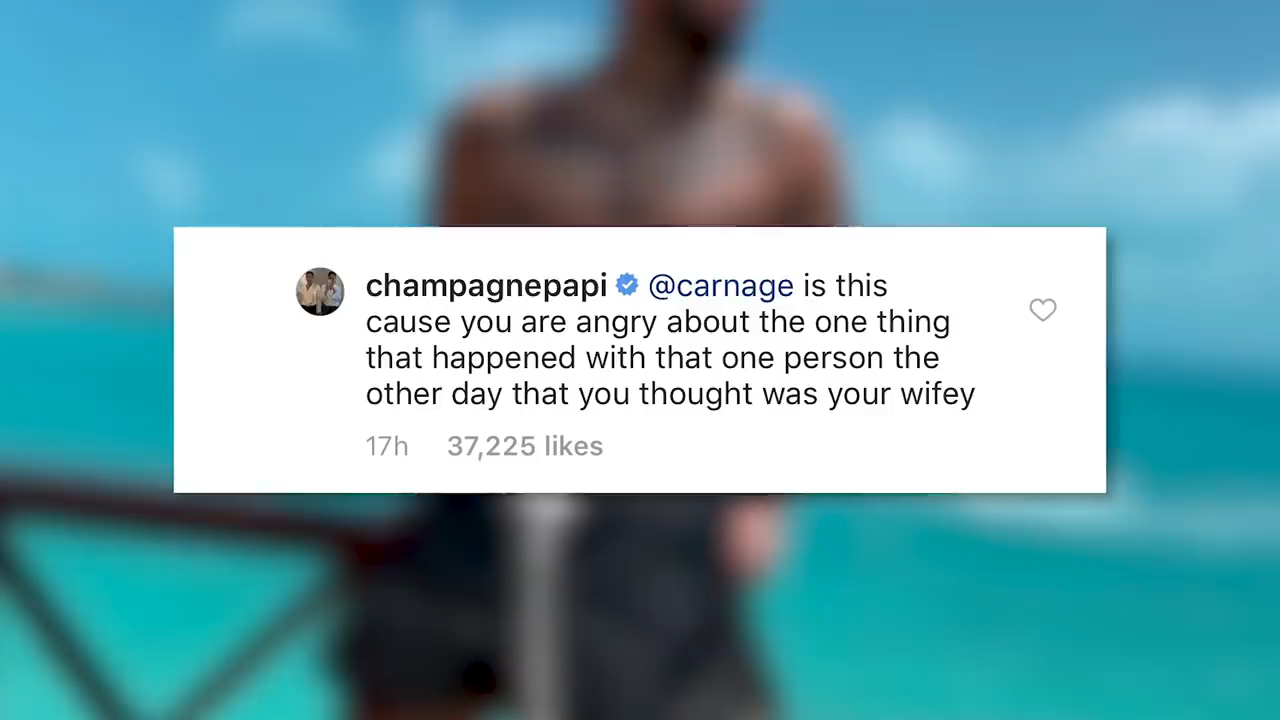 champagnepapi @carnage is this
cause you are angry about the one thing
that happened with that one person the
other day that you thought was your wifey
17h 37,225 likes